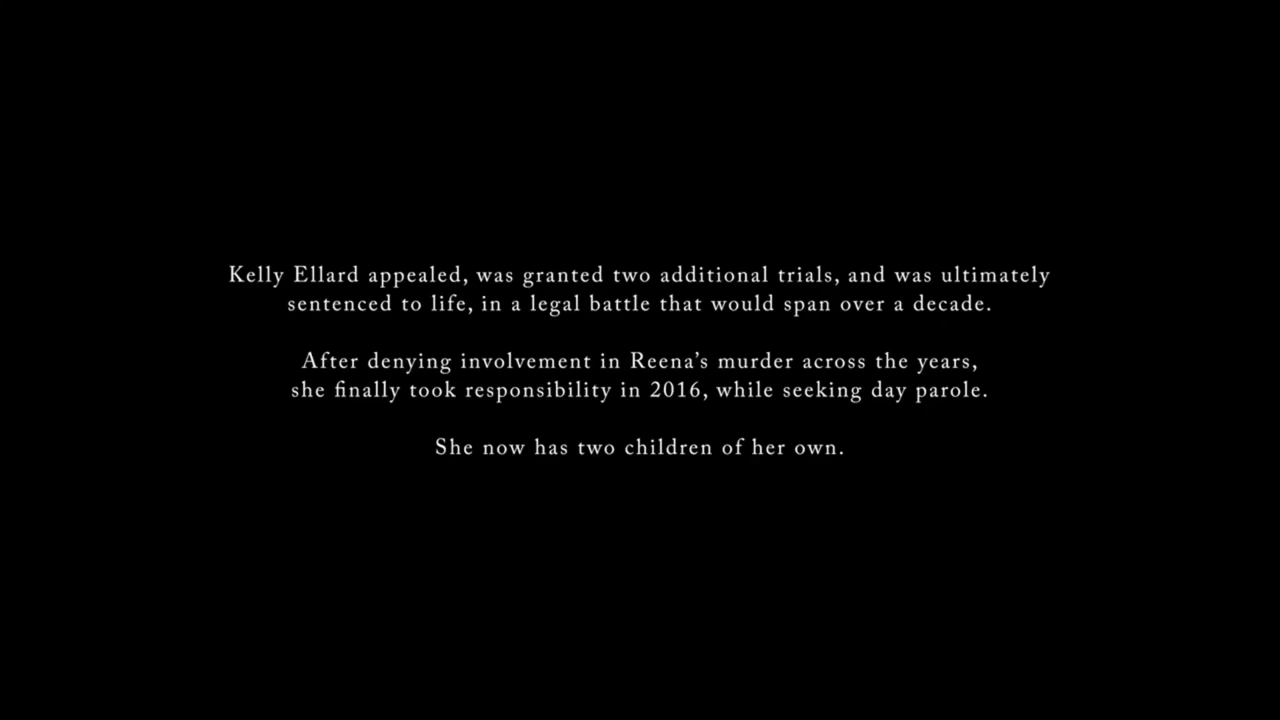 Kelly Ellard appealed, was granted two additional trials, and was ultimately
sentenced to life, in a legal battle that would span over a decade.
After denying involvement in Reena’s murder across the years,
she finally took responsibility in 2016, while seeking day parole.
She now has two children of her own.